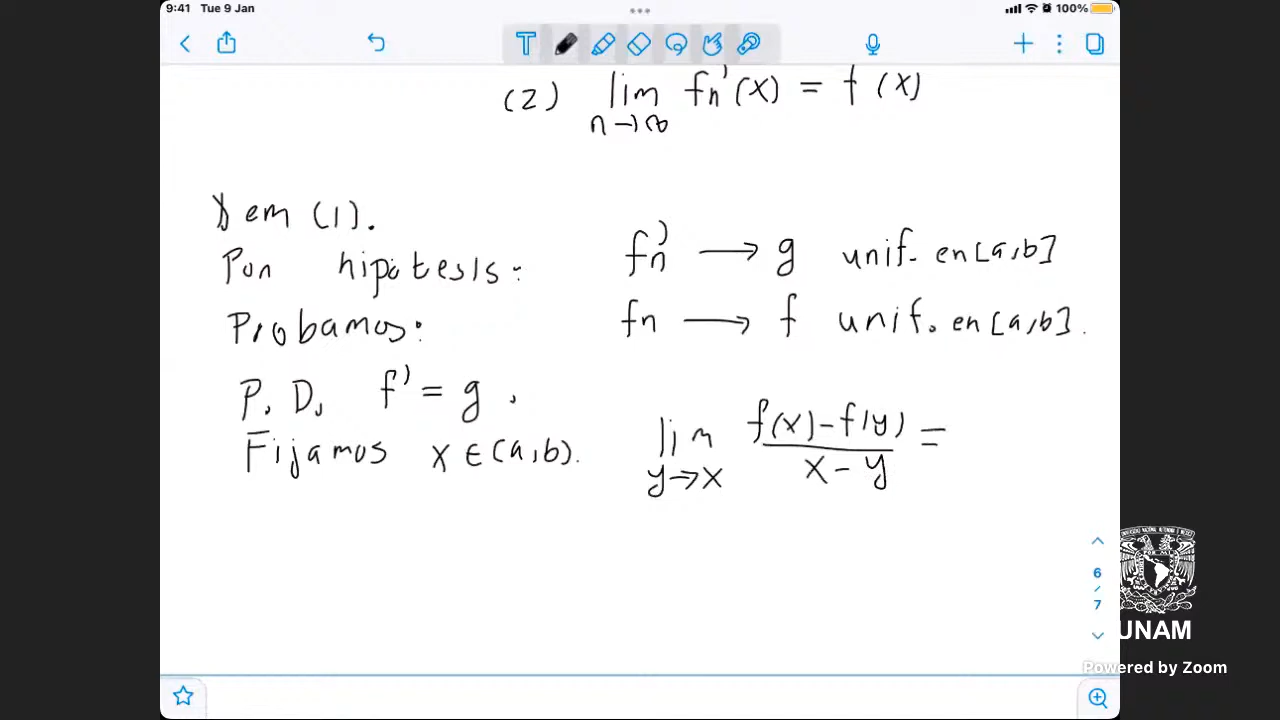 9:41 Tue 9 Jan
100%
(2) lim fn'(x) = f'(x)
n→∞
Dem (1).
Por hipotesis: fn' → g unif. en [a,b]
Probamos: fn → f unif. en [a,b].
P. D, f' = g,
Fijamos x ∈ (a,b). lim f(x)-f(y) =
y→x x-y
6
/
7
UNAM
Powered by Zoom